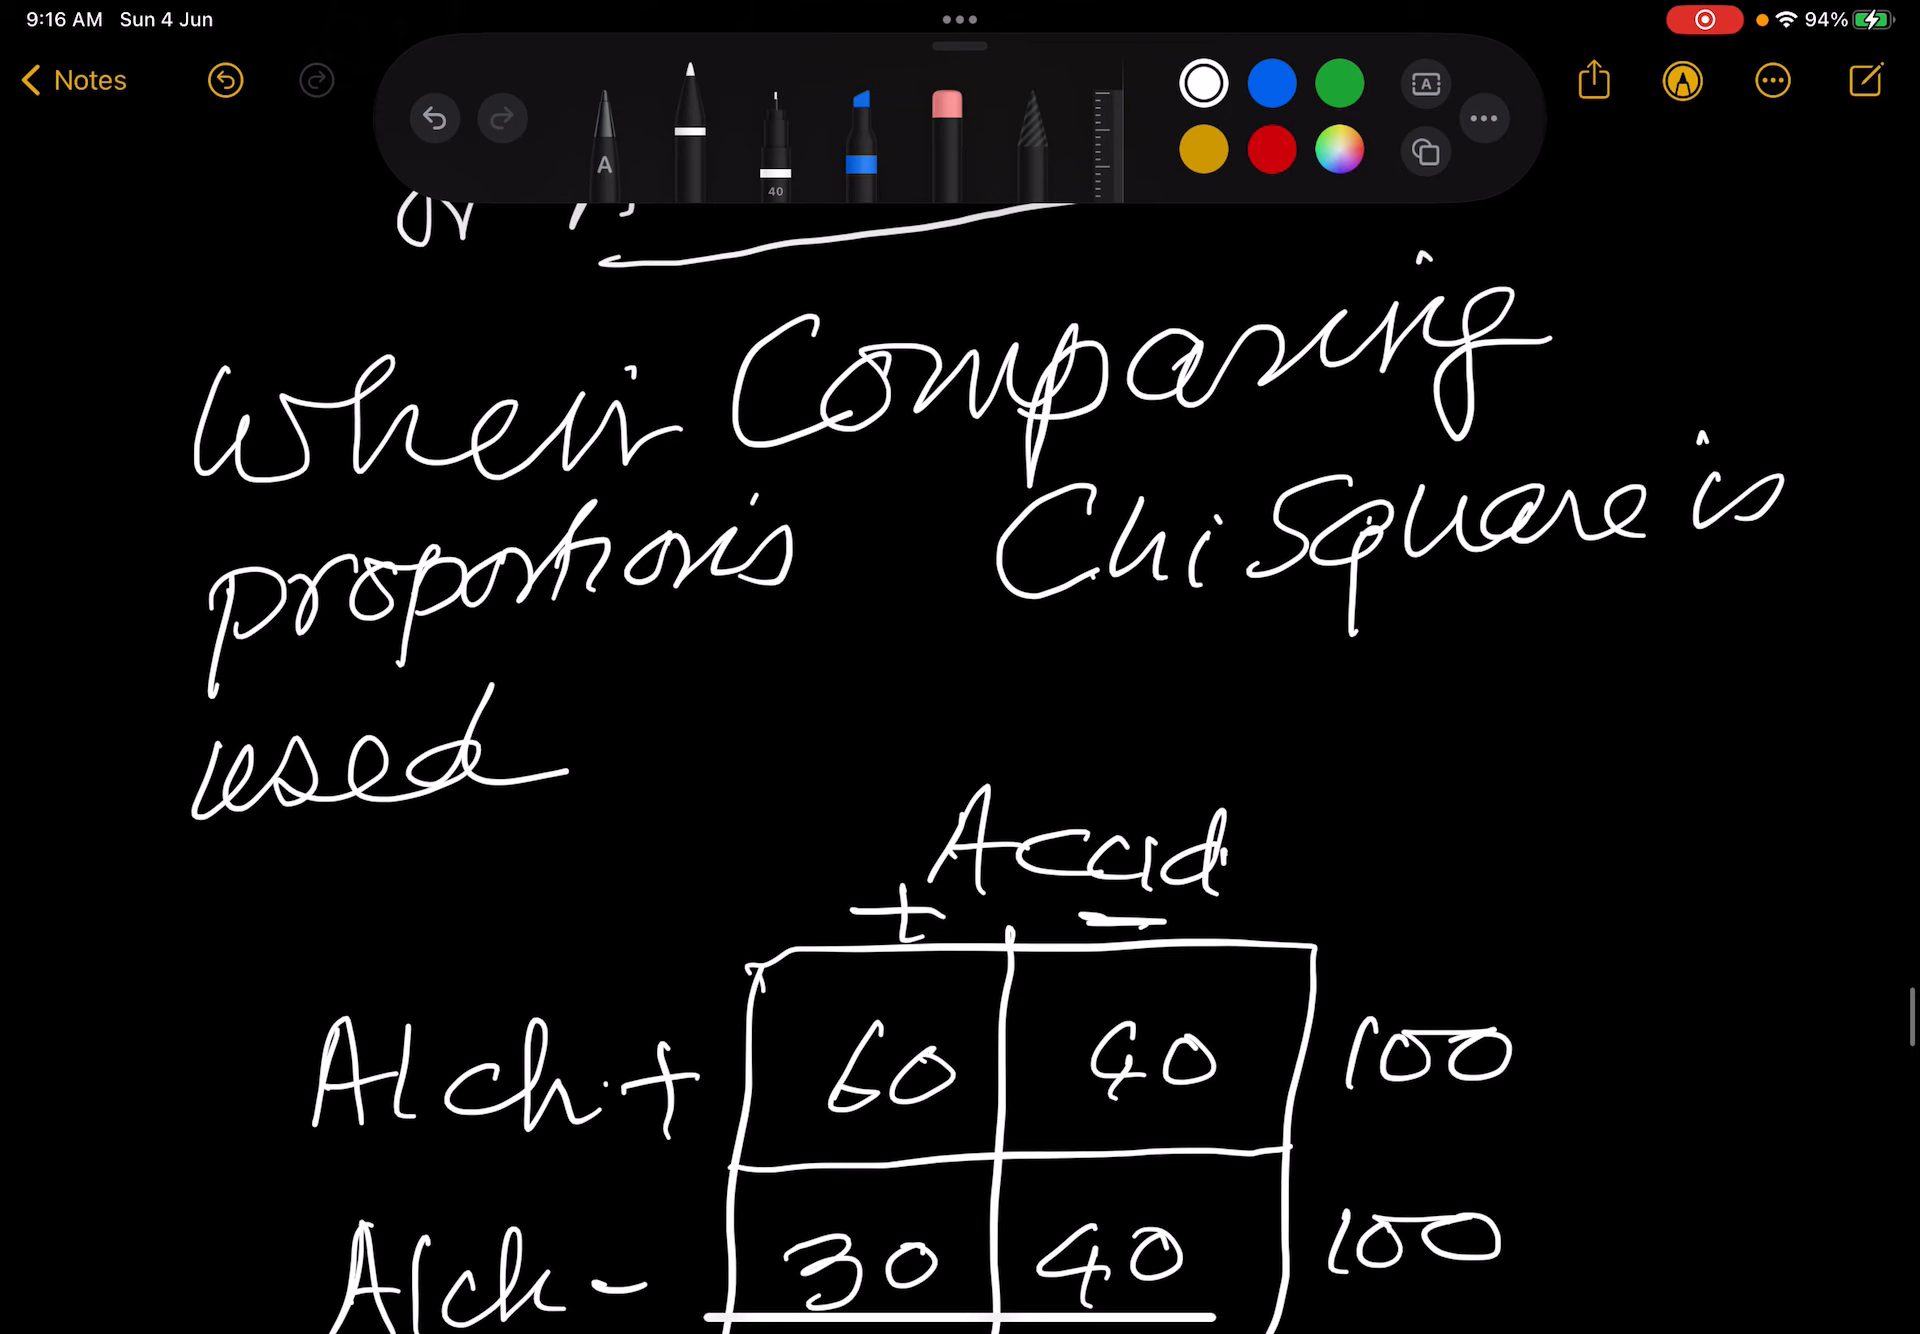 9:16 AM Sun 4 Jun
94%
Notes
A
40
A
When Comparing
proportions Chi Square is
used
Accid
+ −
Alch. + 60 40 100
Alch - 30 40 100